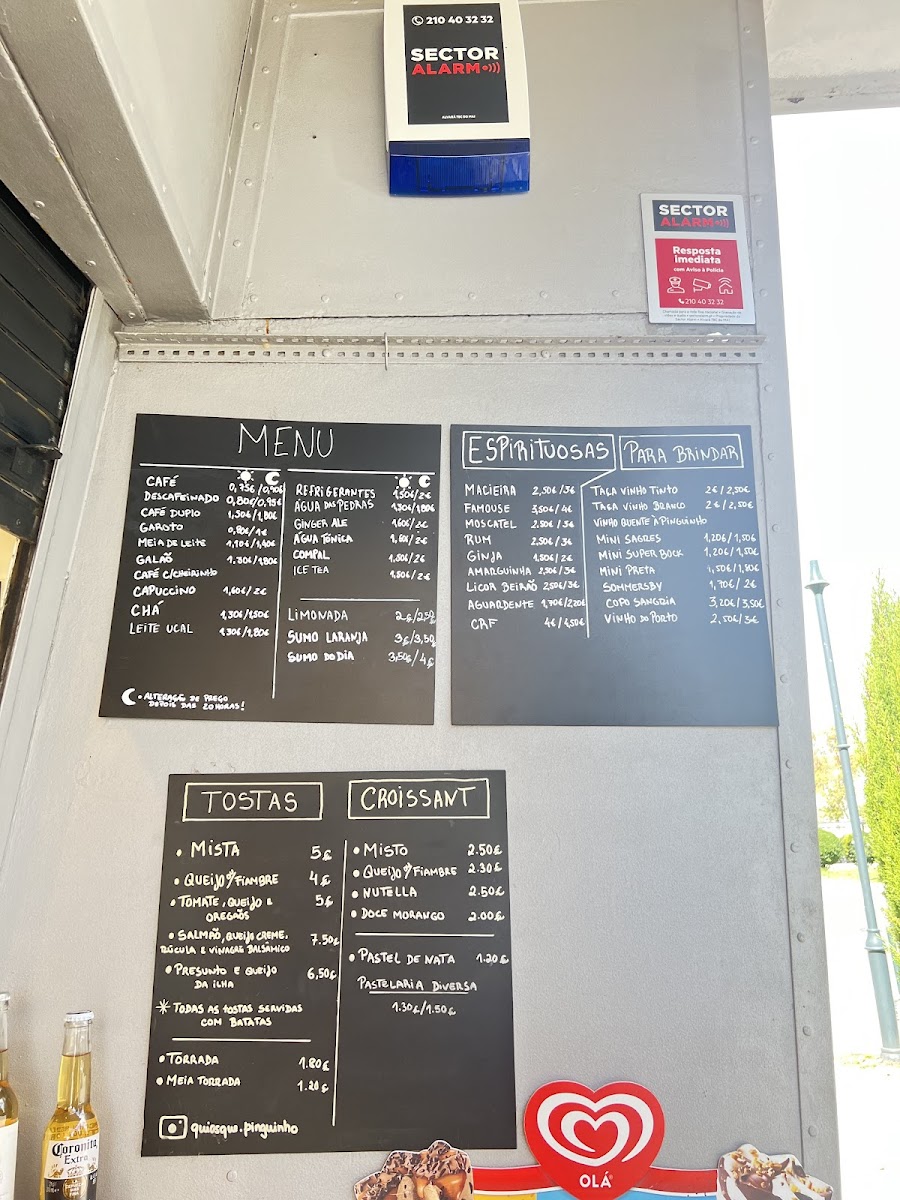 210 40 32 32
SECTOR
ALARM
SECTOR
ALARM
Resposta
imediata
com Aviso à Polícia
210 40 32 32
MENU
CAFÉ 0,75€/0,90€
DESCAFEINADO 0,80€/0,95€
CAFÉ DUPLO 1,50€/1,80€
GAROTO 0,80€/1€
MEIA DE LEITE 1,10€/1,40€
GALÃO 1.30€/1,80€
CAFÉ C/CHEIRINHO
CAPUCCINO 1,60€/2€
CHÁ 1,30€/1,50€
LEITE UCAL 1,30€/1,80€
ALTERAÇÃO DE PREÇO
DEPOIS DAS 20 HORAS!
REFRIGERANTES 1,50€/2€
ÁGUA DAS PEDRAS 1,30€/1,80€
GINGER ALE 1,60€/2€
ÁGUA TÓNICA 1,60€/2€
COMPAL 1,50€/2€
ICE TEA 1,50€/2€
LIMONADA 2€/2,50
SUMO LARANJA 3€/3,50
SUMO DO DIA 3,50€/4€
ESPIRITUOSAS
MACIEIRA 2,50€/3€
FAMOUSE 3,50€/4€
MOSCATEL 2.50€/3€
RUM 2,50€/3€
GINJA 1,50€/2€
AMARGUINHA 2,50€/3€
LICOR BEIRÃO 2,50€/3€
AGUARDENTE 1,70€/2,20€
CRF 4€/4,50€
PARA BRINDAR
TAÇA VINHO TINTO 2€/2,50€
TAÇA VINHO BRANCO 2€/2,50€
VINHO QUENTE À PINGUINHO
MINI SAGRES 1,20€/1,50€
MINI SUPER BOCK 1,20€/1,50€
MINI PRETA 1,50€/1,80€
SOMMERSBY 1,70€/2€
COPO SANGRIA 3,20€/3,50€
VINHO DO PORTO 2,50€/3€
TOSTAS
• MISTA 5€
• QUEIJO OU FIAMBRE 4€
• TOMATE, QUEIJO E 5€
OREGÃOS
• SALMÃO, QUEIJO CREME, 7.50€
RÚCULA E VINAGRE BALSÂMICO
• PRESUNTO E QUEIJO 6,50€
DA ILHA
* TODAS AS TOSTAS SERVIDAS
COM BATATAS
• TORRADA 1.80€
• MEIA TORRADA 1.20€
quiosque.pinguinho
CROISSANT
• MISTO 2.50€
• QUEIJO OU FIAMBRE 2.30€
• NUTELLA 2.50€
• DOCE MORANGO 2.00€
• PASTEL DE NATA 1.20€
PASTELARIA DIVERSA
1.30€/1.50€
Coronita
Extra
OLÁ